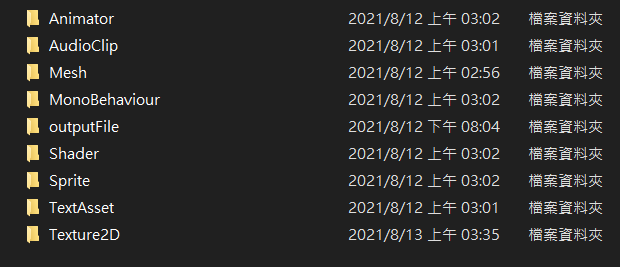 Animator 2021/8/12 上午 03:02 檔案資料夾
AudioClip 2021/8/12 上午 03:01 檔案資料夾
Mesh 2021/8/12 上午 02:56 檔案資料夾
MonoBehaviour 2021/8/12 上午 03:02 檔案資料夾
outputFile 2021/8/12 下午 08:04 檔案資料夾
Shader 2021/8/12 上午 03:02 檔案資料夾
Sprite 2021/8/12 上午 03:02 檔案資料夾
TextAsset 2021/8/12 上午 03:01 檔案資料夾
Texture2D 2021/8/13 上午 03:35 檔案資料夾